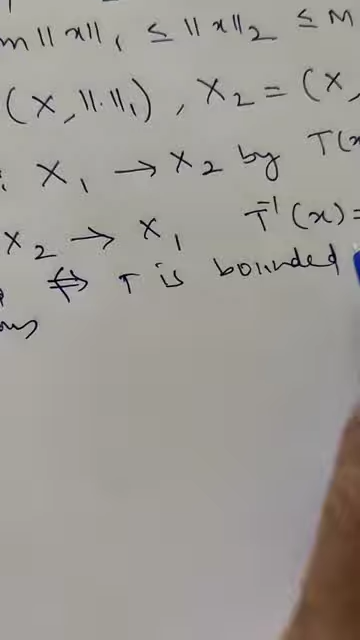 m‖x‖₁ ≤ ‖x‖₂ ≤ M
(X, ‖·‖₁), X₂ = (X,
: X₁ → X₂ by T(x
X₂ → X₁ T⁻¹(x) =
⇔ T is bounded